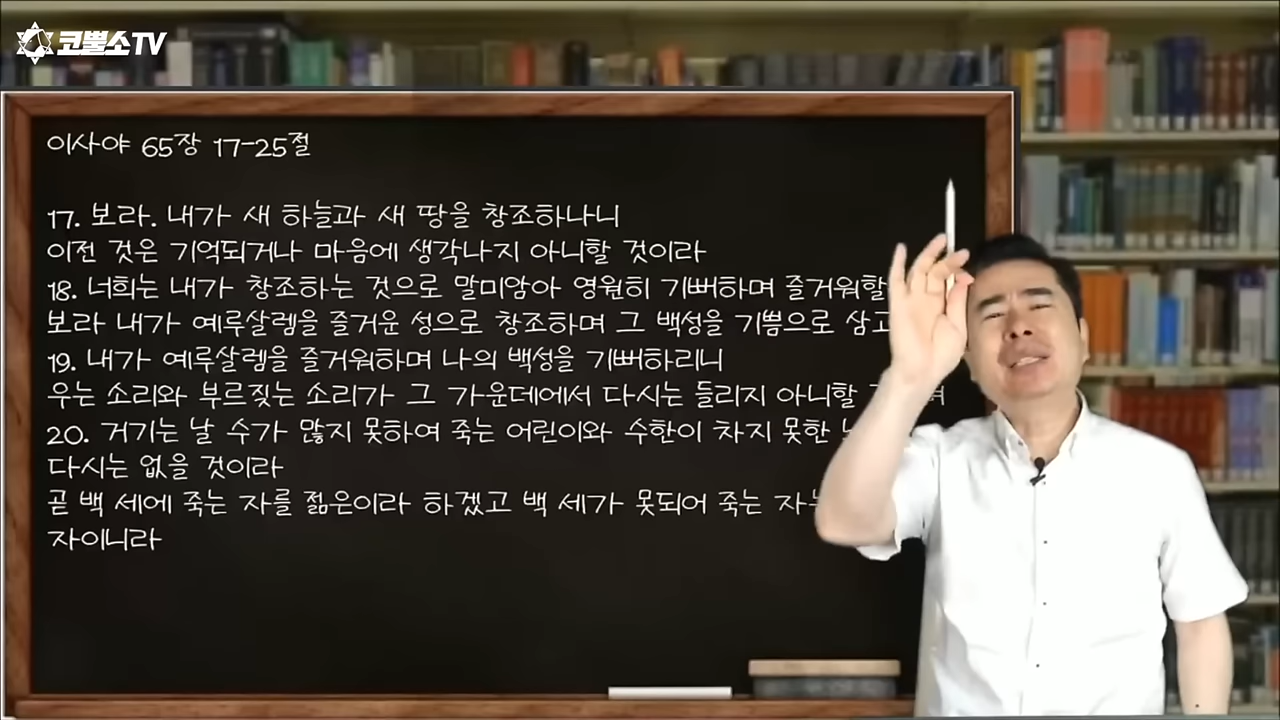 코뿔소TV
이사야 65장 17-25절
17. 보라. 내가 새 하늘과 새 땅을 창조하나니
이전 것은 기억되거나 마음에 생각나지 아니할 것이라
18. 너희는 내가 창조하는 것으로 말미암아 영원히 기뻐하며 즐거워할
보라 내가 예루살렘을 즐거운 성으로 창조하며 그 백성을 기쁨으로 삼고
19. 내가 예루살렘을 즐거워하며 나의 백성을 기뻐하리니
우는 소리와 부르짖는 소리가 그 가운데에서 다시는 들리지 아니할
20. 거기는 날 수가 많지 못하여 죽는 어린이와 수한이 차지 못한
다시는 없을 것이라
곧 백 세에 죽는 자를 젊은이라 하겠고 백 세가 못되어 죽는
자이니라